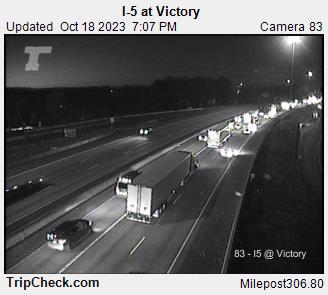 I-5 at Victory
Updated Oct 18 2023 7:07 PM Camera 83
T
N
83 - I5 @ Victory
TripCheck.com Milepost306.80